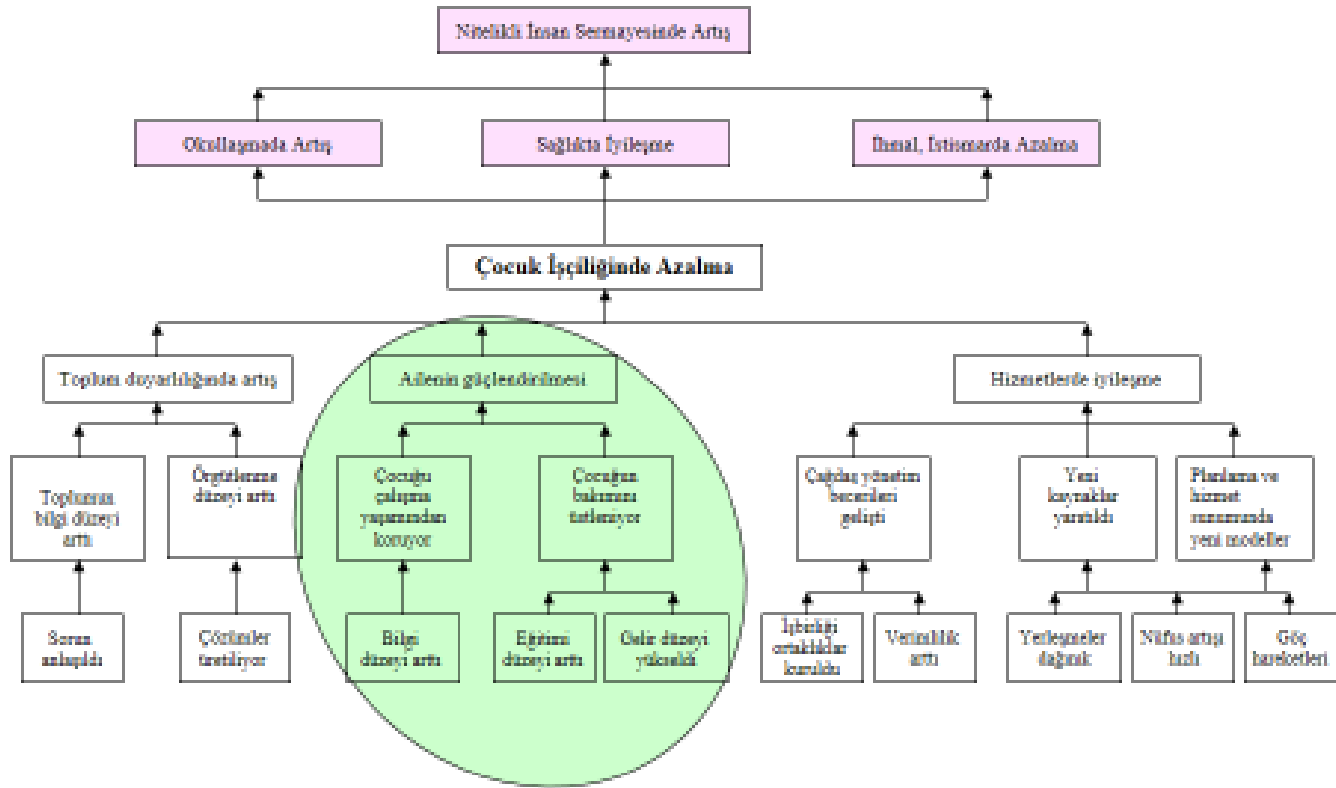 Nitelikli İnsan Sermayesinde Artış
Okullaşmada Artış
Sağlıkta İyileşme
İhmal, İstismarda Azalma
Çocuk İşçiliğinde Azalma
Toplum duyarlılığında artış
Ailenin güçlendirilmesi
Hizmetlerde iyileşme
Toplumun
bilgi düzeyi
arttı
Örgütlenme
düzeyi arttı
Çocuğu
çalışma
yaşamından
koruyor
Çocuğun
bakımını
üstleniyor
Çağdaş yönetim
becerileri
gelişti
Yeni
kaynaklar
yaratıldı
Planlama ve
hizmet
sunumunda
yeni modeller
Sorun
anlaşıldı
Çözümler
üretiliyor
Bilgi
düzeyi arttı
Eğitimi
düzeyi arttı
Gelir düzeyi
yükseldi
İşbirliği
ortaklıklar
kuruldu
Verimlilik
arttı
Yerleşmeler
dağınık
Nüfus artışı
hızlı
Göç
hareketleri